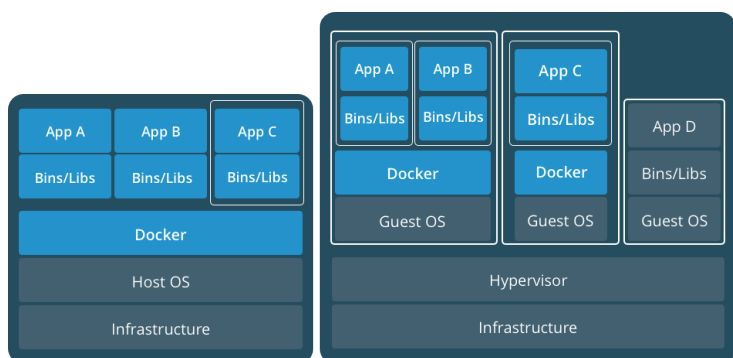 App A App B App C
Bins/Libs Bins/Libs Bins/Libs
Docker
Host OS
Infrastructure
App A App B App C
Bins/Libs Bins/Libs Bins/Libs
App D
Docker Docker Bins/Libs
Guest OS Guest OS Guest OS
Hypervisor
Infrastructure